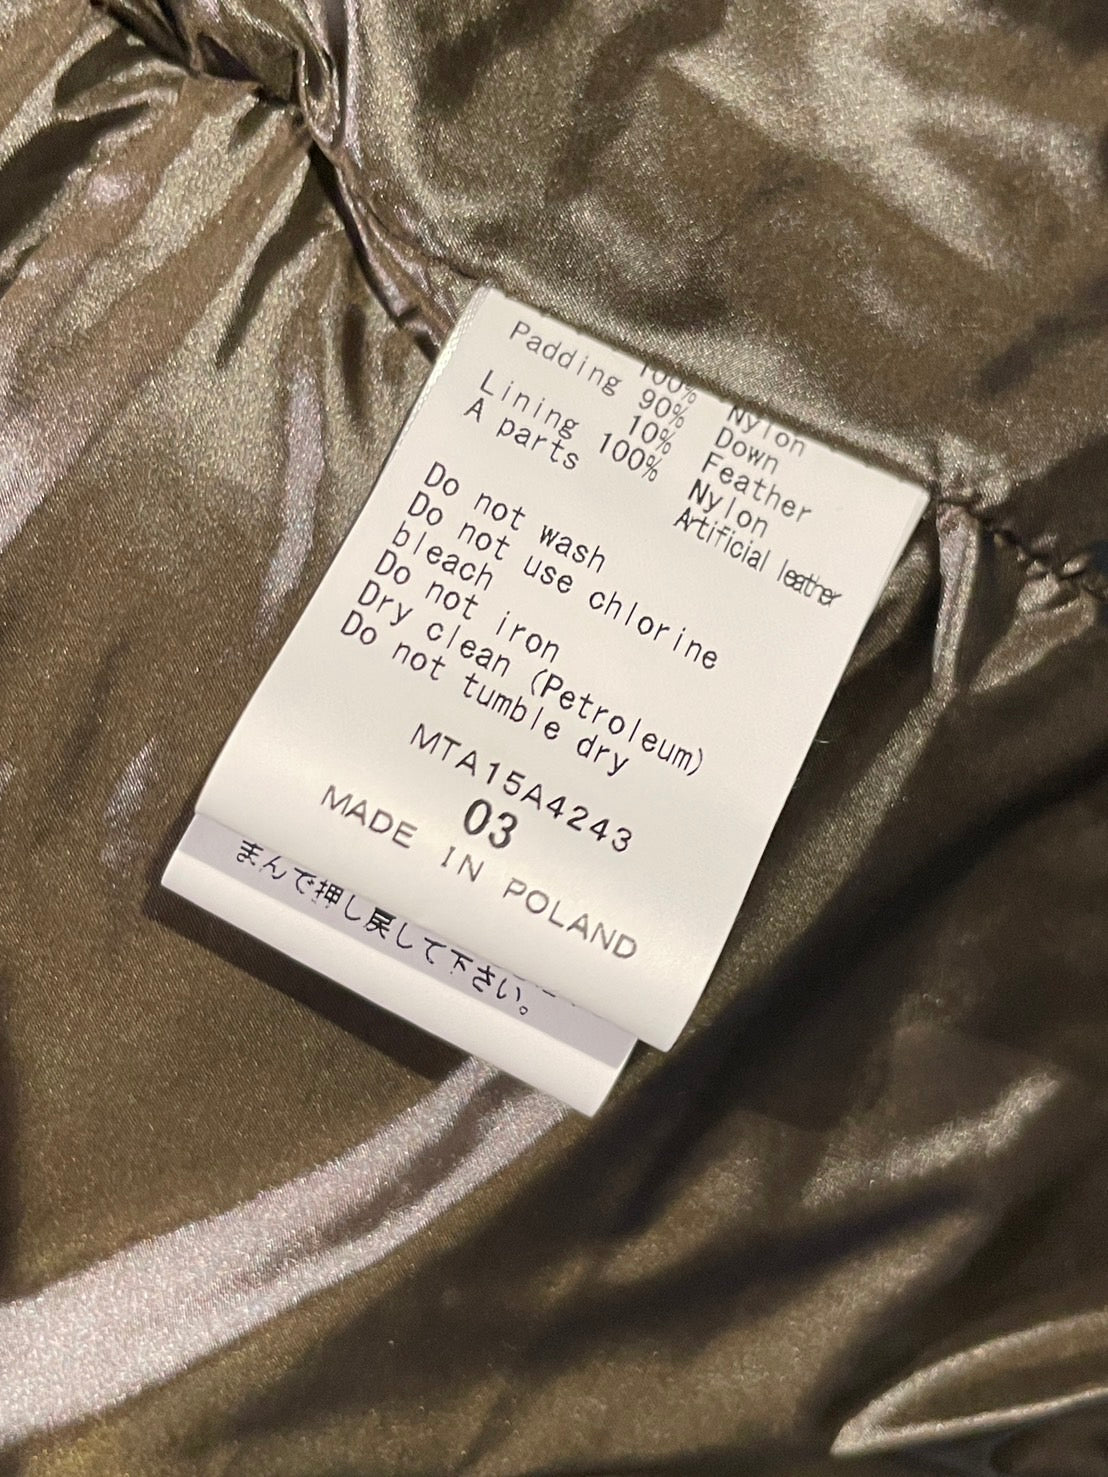 100% Nylon
Padding 90% Down
10% Feather
Lining 100% Nylon
A parts Artificial leather
Do not wash
Do not use chlorine
bleach
Do not iron
Dry clean (Petroleum)
Do not tumble dry
MTA15A4243
03
MADE IN POLAND
まんで押し戻して下さい。